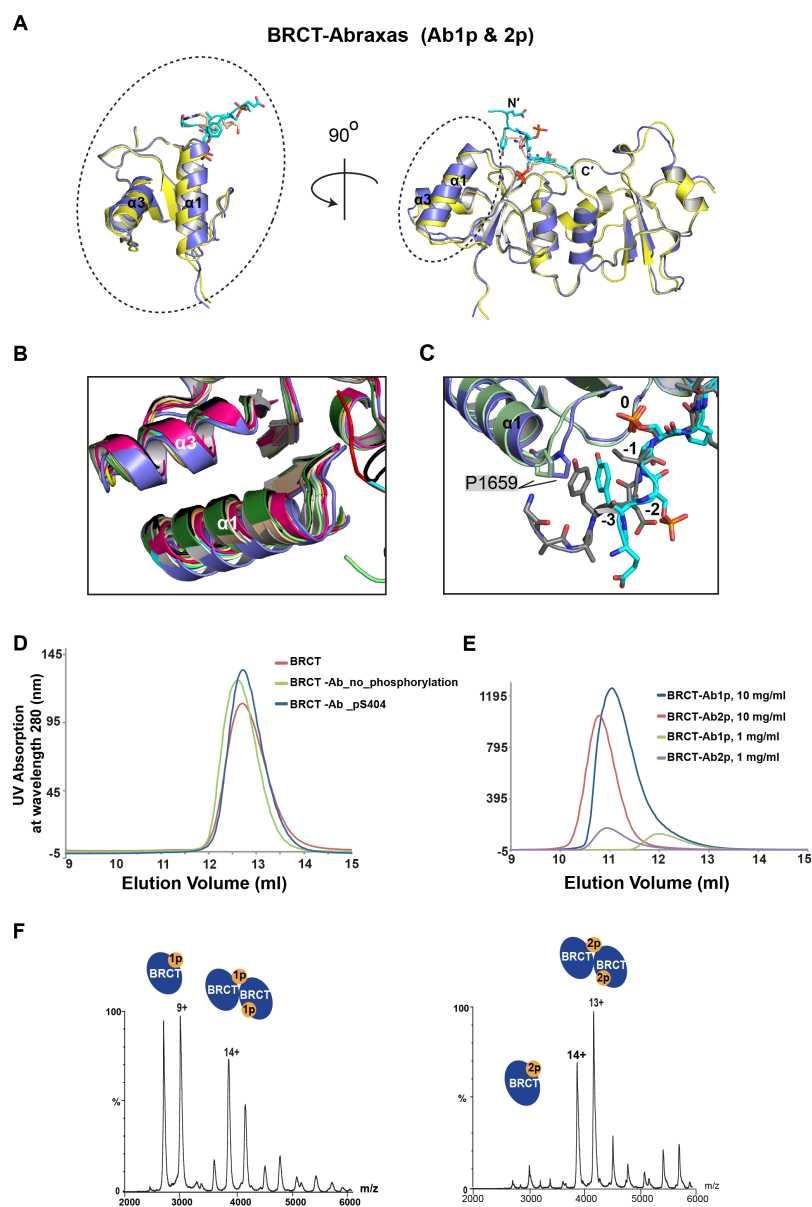 A
BRCT-Abraxas (Ab1p & 2p)
90o
N′
C′
α3
α1
α3
α1
B
C
α3
α1
α1
0
-1
-2
-3
P1659
D
E
145
95
45
-5
UV Absorption
at wavelength 280 (nm)
BRCT
BRCT -Ab_no_phosphorylation
BRCT -Ab _pS404
9 10 11 12 13 14 15
Elution Volume (ml)
1195
795
395
-5
BRCT-Ab1p, 10 mg/ml
BRCT-Ab2p, 10 mg/ml
BRCT-Ab1p, 1 mg/ml
BRCT-Ab2p, 1 mg/ml
9 10 11 12 13 14 15
Elution Volume (ml)
F
1p
BRCT
1p
BRCT
BRCT
1p
100
%
0
9+
14+
2000 3000 4000 5000 6000 m/z
2p
BRCT
BRCT
2p
2p
BRCT
100
%
0
14+
13+
2000 3000 4000 5000 6000 m/z